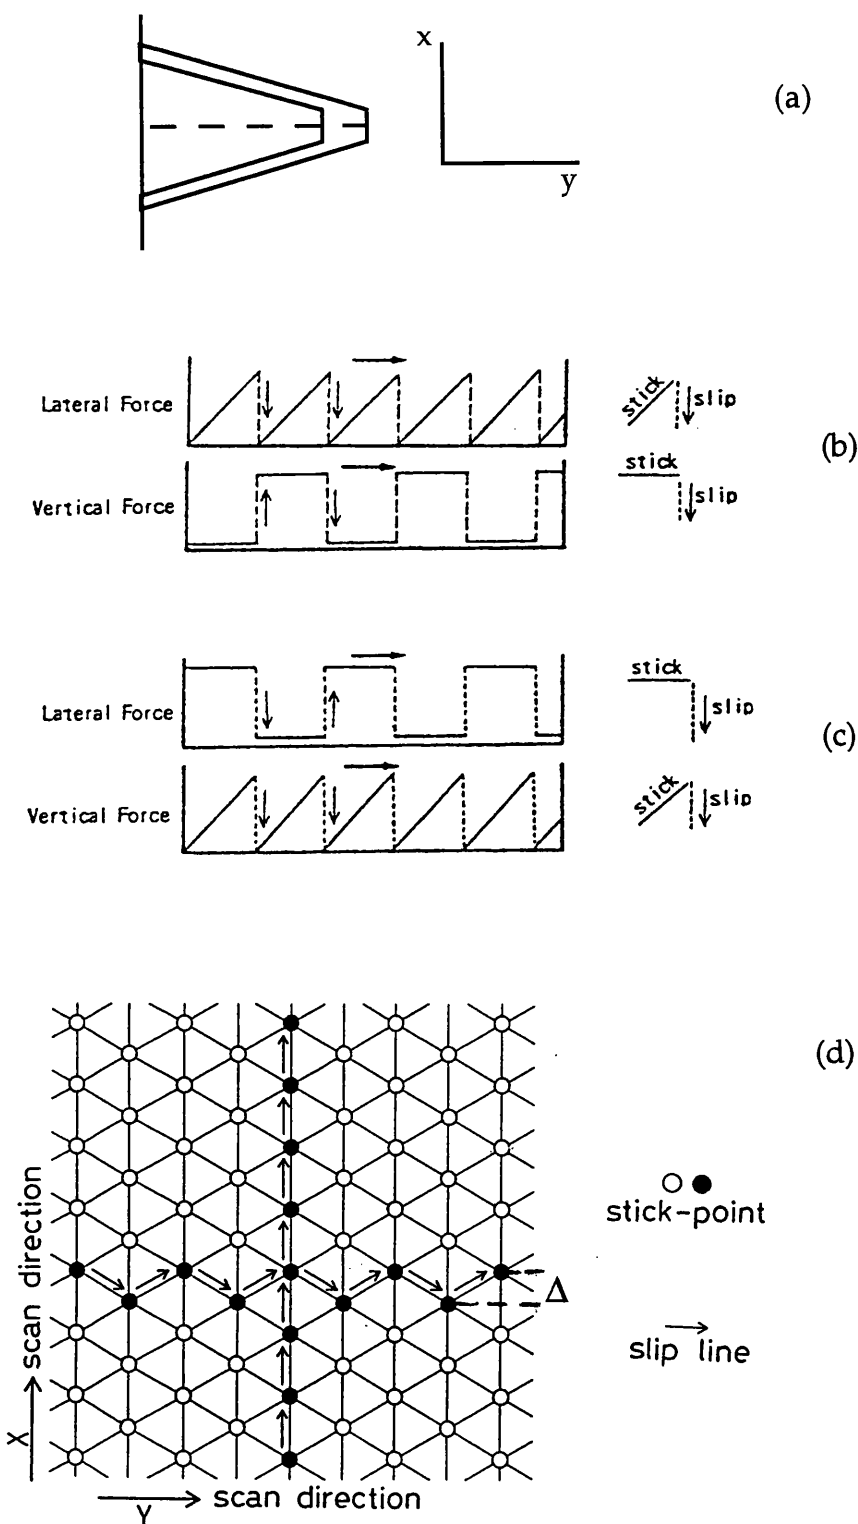 x
y
(a)
Lateral Force
stick
slip
Vertical Force
stick
slip
(b)
Lateral Force
stick
slip
Vertical Force
stick
slip
(c)
(d)
stick-point
Δ
slip line
X scan direction
Y scan direction